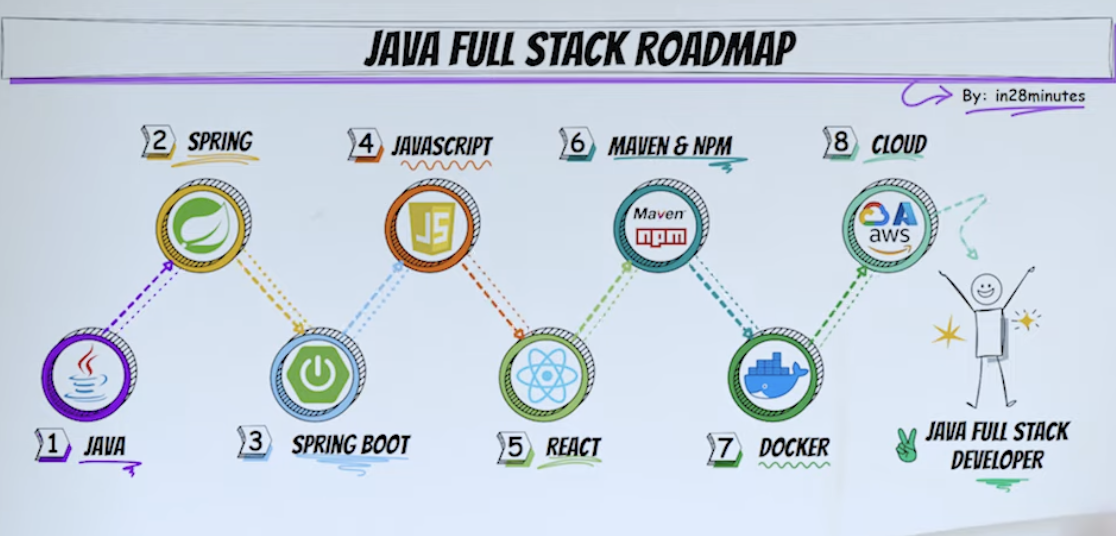 JAVA FULL STACK ROADMAP
By: in28minutes
2 SPRING
4 JAVASCRIPT
6 MAVEN & NPM
8 CLOUD
JS
Maven
npm
aws
1 JAVA
3 SPRING BOOT
5 REACT
7 DOCKER
JAVA FULL STACK
DEVELOPER